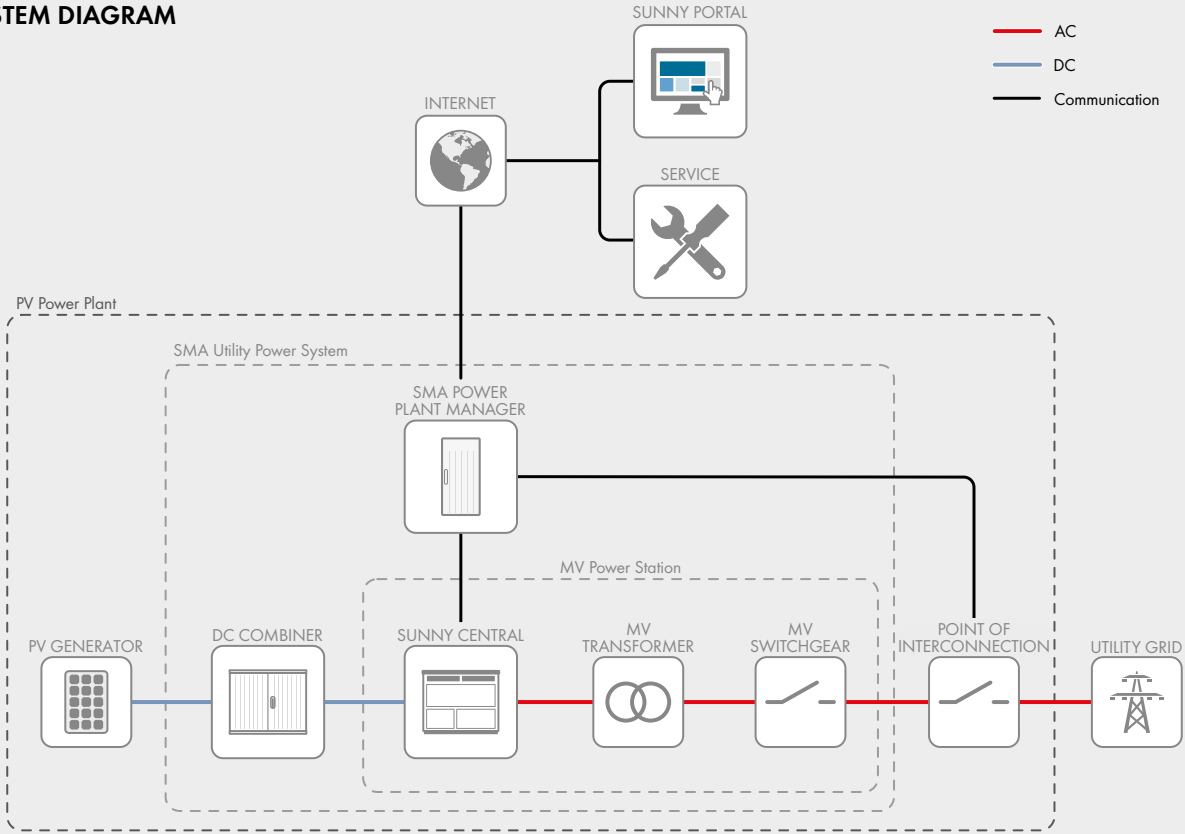 STEM DIAGRAM
SUNNY PORTAL
AC
DC
Communication
INTERNET
SERVICE
PV Power Plant
SMA Utility Power System
SMA POWER
PLANT MANAGER
MV Power Station
PV GENERATOR
DC COMBINER
SUNNY CENTRAL
MV
TRANSFORMER
MV
SWITCHGEAR
POINT OF
INTERCONNECTION
UTILITY GRID